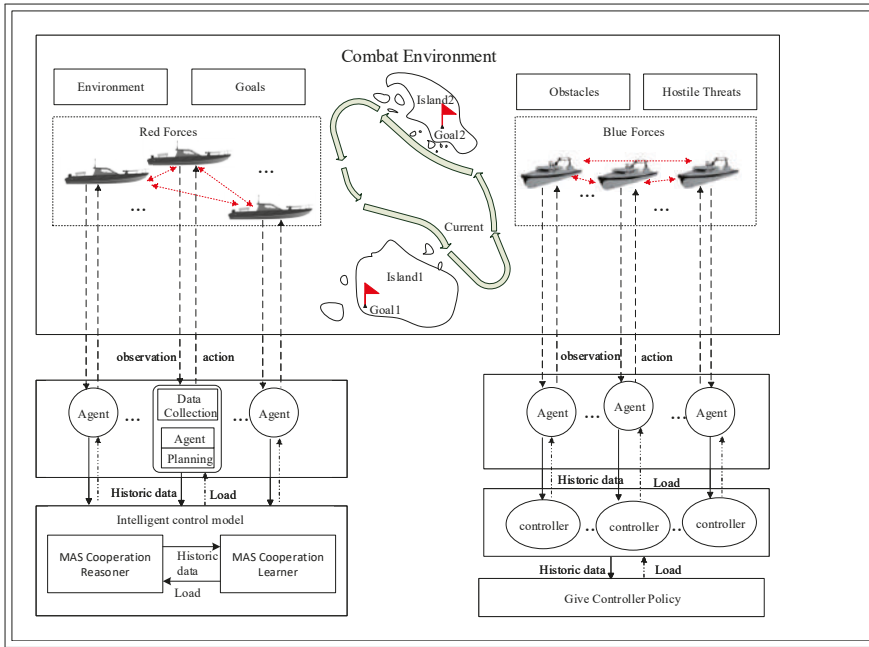 Combat Environment
Environment
Goals
Obstacles
Hostile Threats
Red Forces
Blue Forces
...
...
...
...
Island2
Goal2
Current
Island1
Goal1
observation
action
observation
action
Agent
...
Data
Collection
Agent
Planning
...
Agent
Agent
...
Agent
...
Agent
Historic data
Load
Historic data
Load
Intelligent control model
MAS Cooperation
Reasoner
Historic
data
Load
MAS Cooperation
Learner
controller
..
controller
..
controller
Historic data
Load
Give Controller Policy